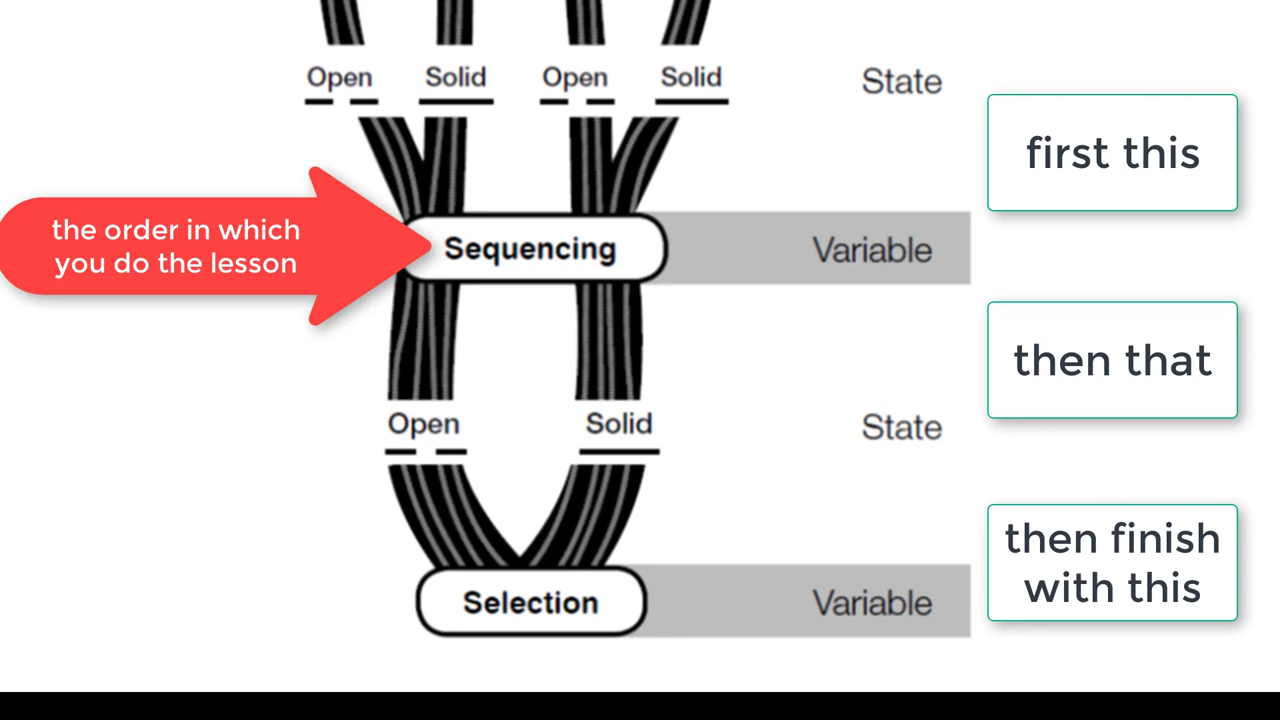 Open Solid Open Solid State
first this
the order in which
you do the lesson
Sequencing Variable
then that
Open Solid State
then finish
with this
Selection Variable